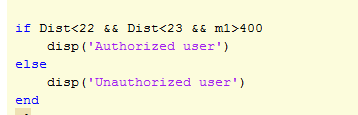 if Dist<22 && Dist<23 && m1>400
    disp('Authorized user')
else
    disp('Unauthorized user')
end